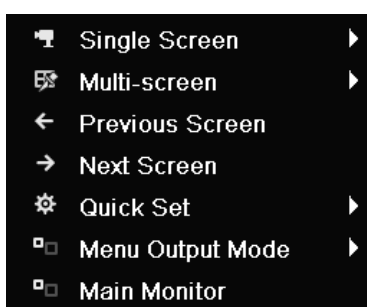 Single Screen
Multi-screen
Previous Screen
Next Screen
Quick Set
Menu Output Mode
Main Monitor